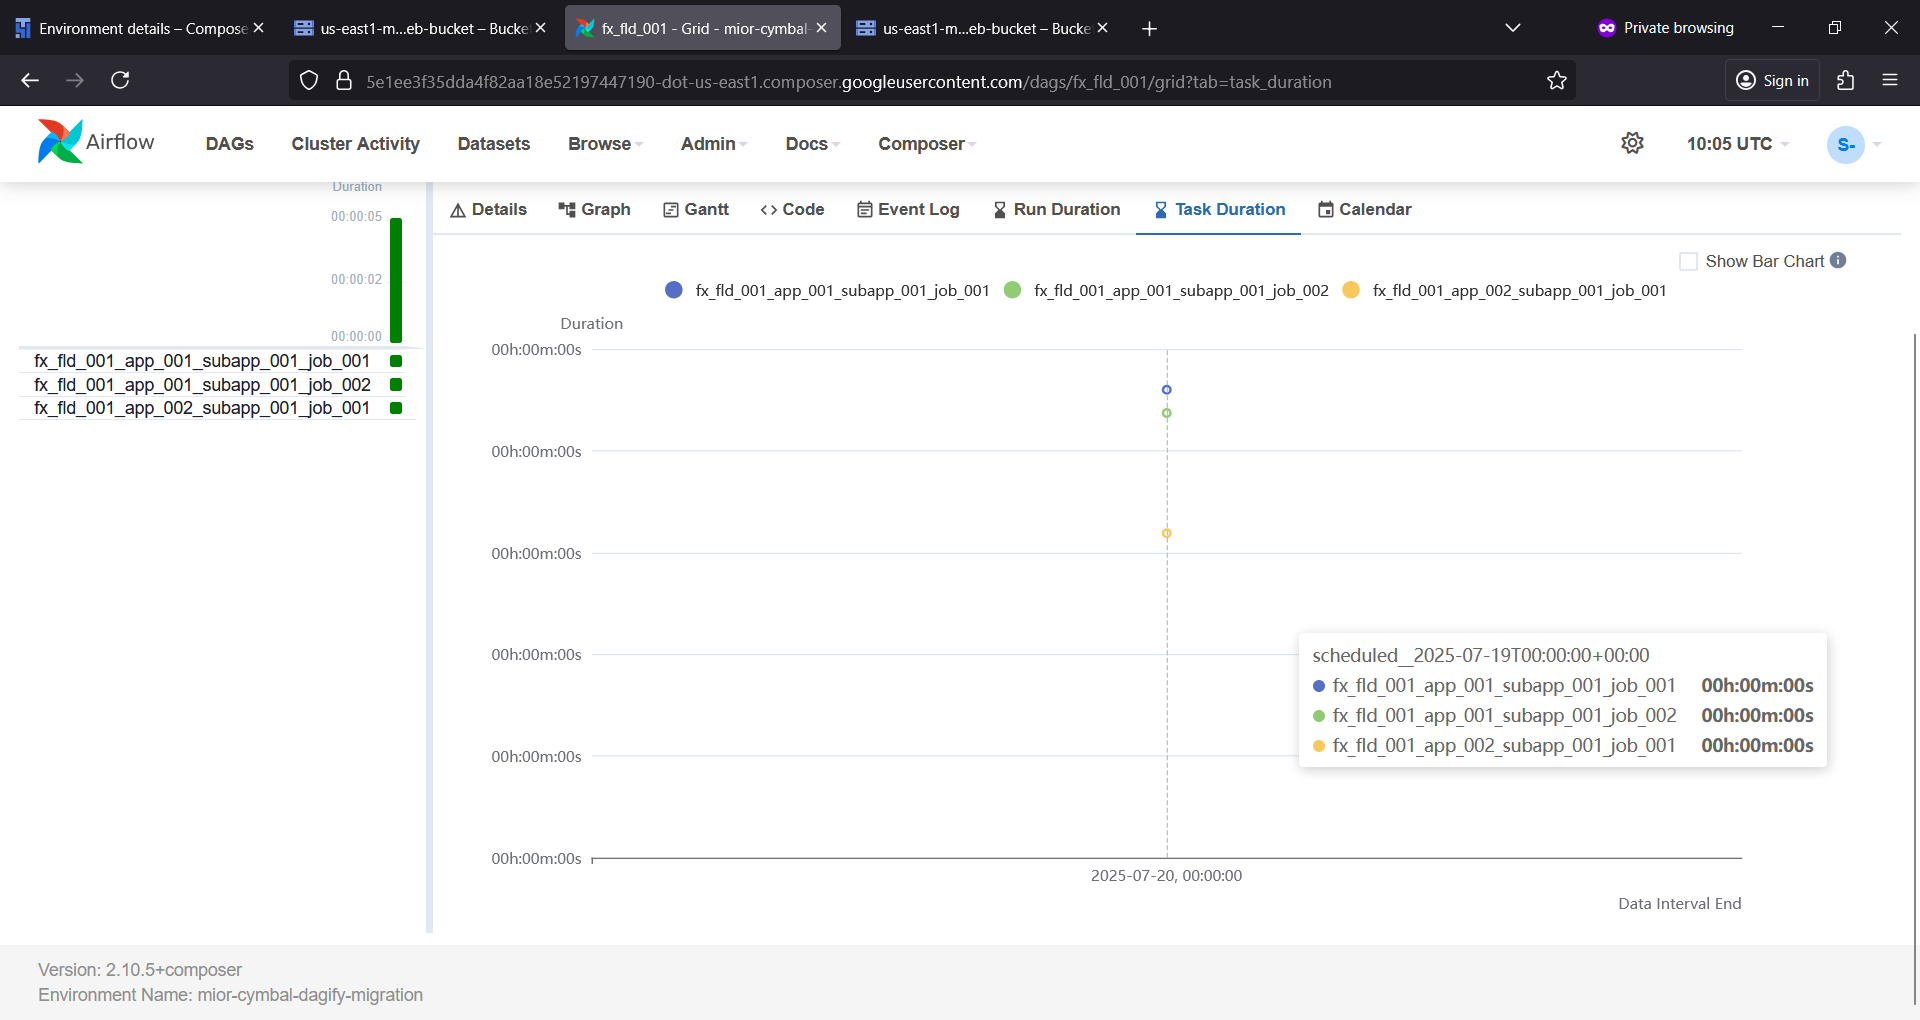 Environment details – Compose
us-east1-m...eb-bucket – Bucke
fx_fld_001 - Grid - mior-cymbal-
us-east1-m...eb-bucket – Bucke
Private browsing
5e1ee3f35dda4f82aa18e52197447190-dot-us-east1.composer.googleusercontent.com/dags/fx_fld_001/grid?tab=task_duration
Sign in
Airflow
DAGs
Cluster Activity
Datasets
Browse
Admin
Docs
Composer
10:05 UTC
S-
Duration
00:00:05
00:00:02
00:00:00
fx_fld_001_app_001_subapp_001_job_001
fx_fld_001_app_001_subapp_001_job_002
fx_fld_001_app_002_subapp_001_job_001
Details
Graph
Gantt
Code
Event Log
Run Duration
Task Duration
Calendar
Show Bar Chart
fx_fld_001_app_001_subapp_001_job_001
fx_fld_001_app_001_subapp_001_job_002
fx_fld_001_app_002_subapp_001_job_001
Duration
00h:00m:00s
00h:00m:00s
00h:00m:00s
00h:00m:00s
00h:00m:00s
00h:00m:00s
scheduled__2025-07-19T00:00:00+00:00
fx_fld_001_app_001_subapp_001_job_001 00h:00m:00s
fx_fld_001_app_001_subapp_001_job_002 00h:00m:00s
fx_fld_001_app_002_subapp_001_job_001 00h:00m:00s
2025-07-20, 00:00:00
Data Interval End
Version: 2.10.5+composer
Environment Name: mior-cymbal-dagify-migration